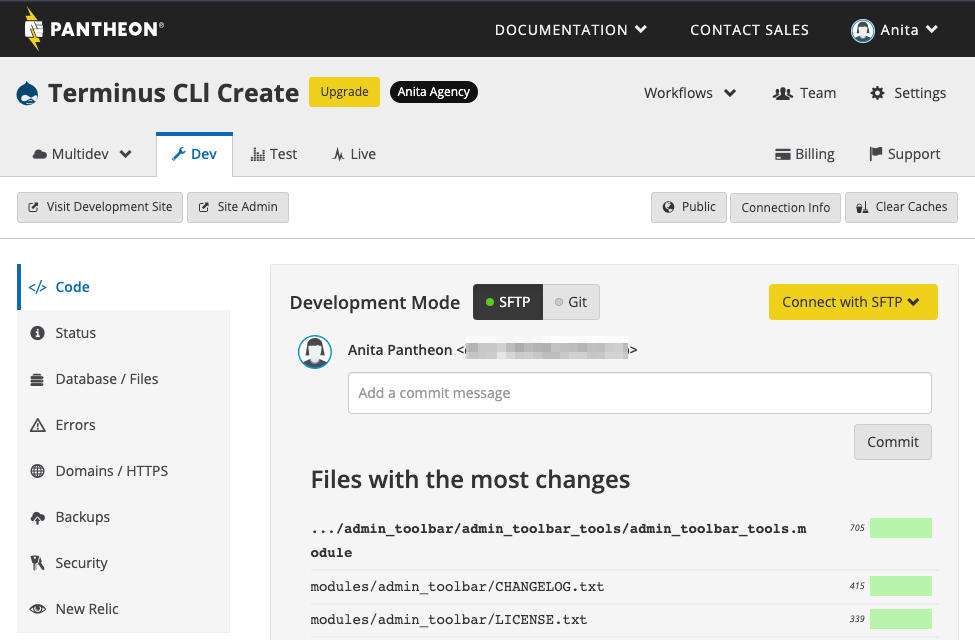 PANTHEON®
DOCUMENTATION
CONTACT SALES
Anita
Terminus CLl Create
Upgrade
Anita Agency
Workflows
Team
Settings
Multidev
Dev
Test
Live
Billing
Support
Visit Development Site
Site Admin
Public
Connection Info
Clear Caches
</> Code
Status
Database / Files
Errors
Domains / HTTPS
Backups
Security
New Relic
Development Mode
SFTP
Git
Connect with SFTP
Anita Pantheon < >
Add a commit message
Commit
Files with the most changes
.../admin_toolbar/admin_toolbar_tools/admin_toolbar_tools.m
odule
705
modules/admin_toolbar/CHANGELOG.txt
415
modules/admin_toolbar/LICENSE.txt
339